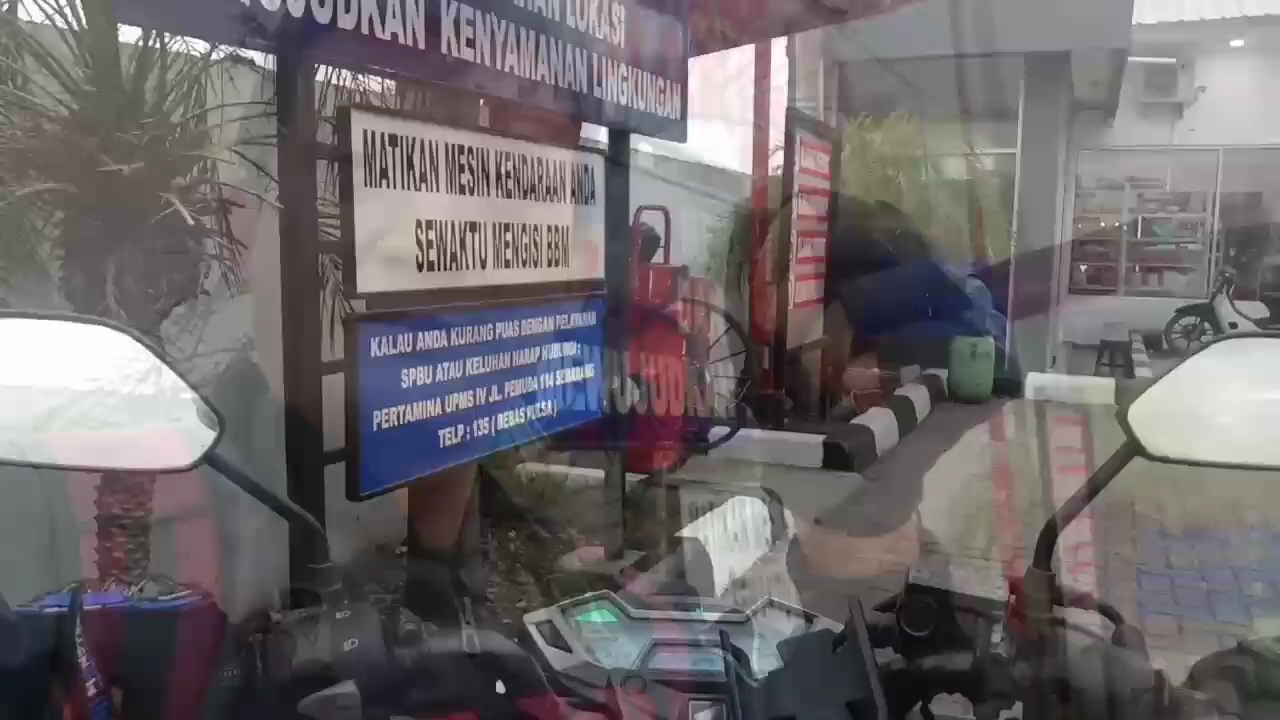 LOKASI
KENYAMANAN LINGKUNGAN
MATIKAN MESIN KENDARAAN ANDA
SEWAKTU MENGISI BBM
KALAU ANDA KURANG PUAS DENGAN PELAYANAN
SPBU ATAU KELUHAN HARAP HUBUNGI :
PERTAMINA UPMS IV JL. PEMUDA 114 SEMARANG
TELP : 135 ( BEBAS PULSA )